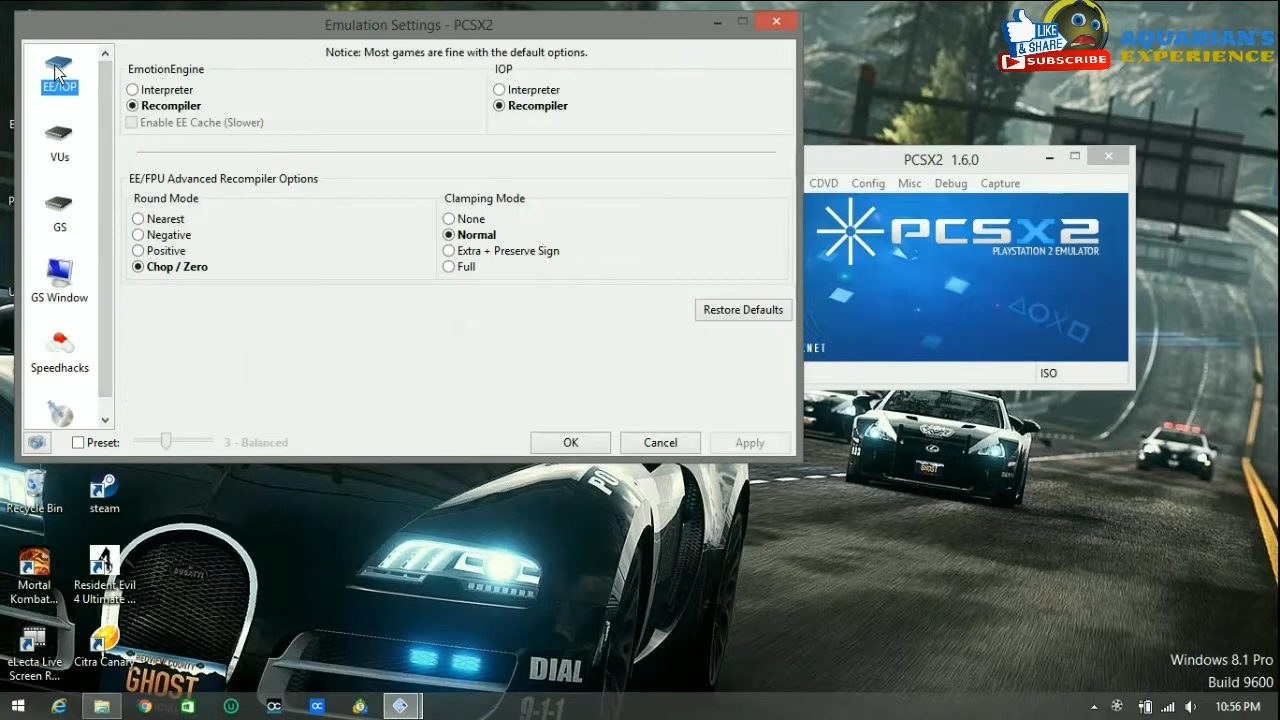 Emulation Settings - PCSX2
LIKE
& SHARE
SUBSCRIBE
AQUARIAN'S
EXPERIENCE
Notice: Most games are fine with the default options.
EE/IOP
VUs
GS
GS Window
Speedhacks
EmotionEngine
Interpreter
Recompiler
Enable EE Cache (Slower)
IOP
Interpreter
Recompiler
EE/FPU Advanced Recompiler Options
Round Mode
Nearest
Negative
Positive
Chop / Zero
Clamping Mode
None
Normal
Extra + Preserve Sign
Full
Restore Defaults
Preset:
3 - Balanced
OK
Cancel
Apply
PCSX2 1.6.0
CDVD Config Misc Debug Capture
PCSX2
PLAYSTATION 2 EMULATOR
.NET
ISO
Recycle Bin
steam
Mortal
Kombat...
Resident Evil
4 Ultimate ...
eLecta Live
Screen R...
Citra Canary
BUGATTI
GHOST
PO
DIAL
9-1-1
GHOST
Windows 8.1 Pro
Build 9600
10:56 PM